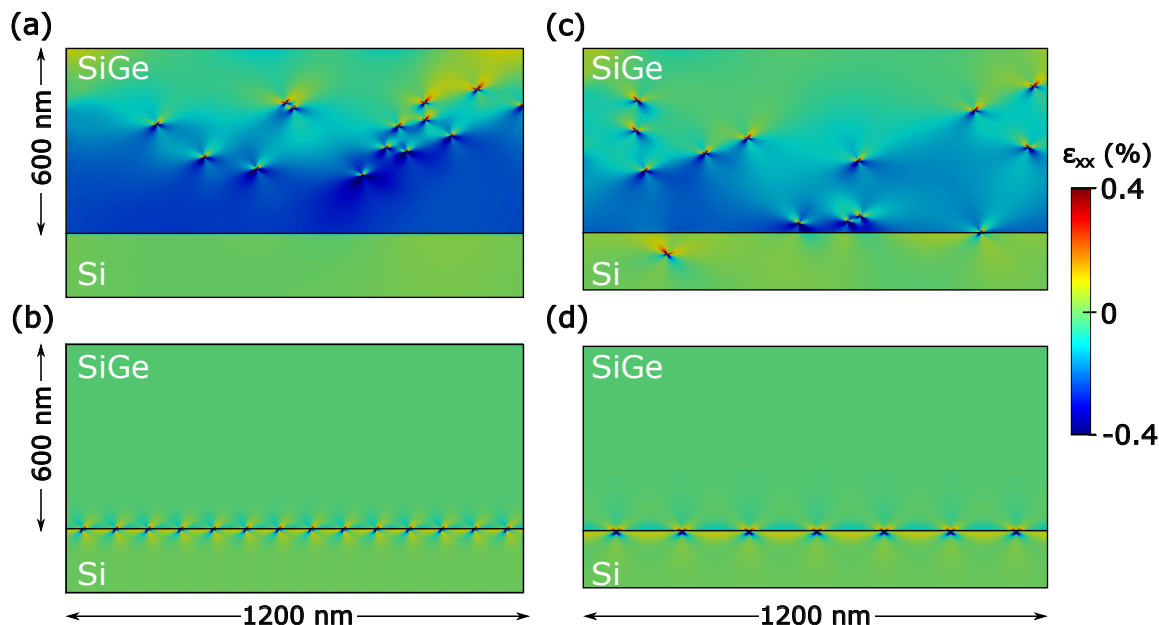 (a)
SiGe
600 nm
Si
(c)
SiGe
Si
εxx (%)
0.4
0
-0.4
(b)
SiGe
600 nm
Si
1200 nm
(d)
SiGe
Si
1200 nm